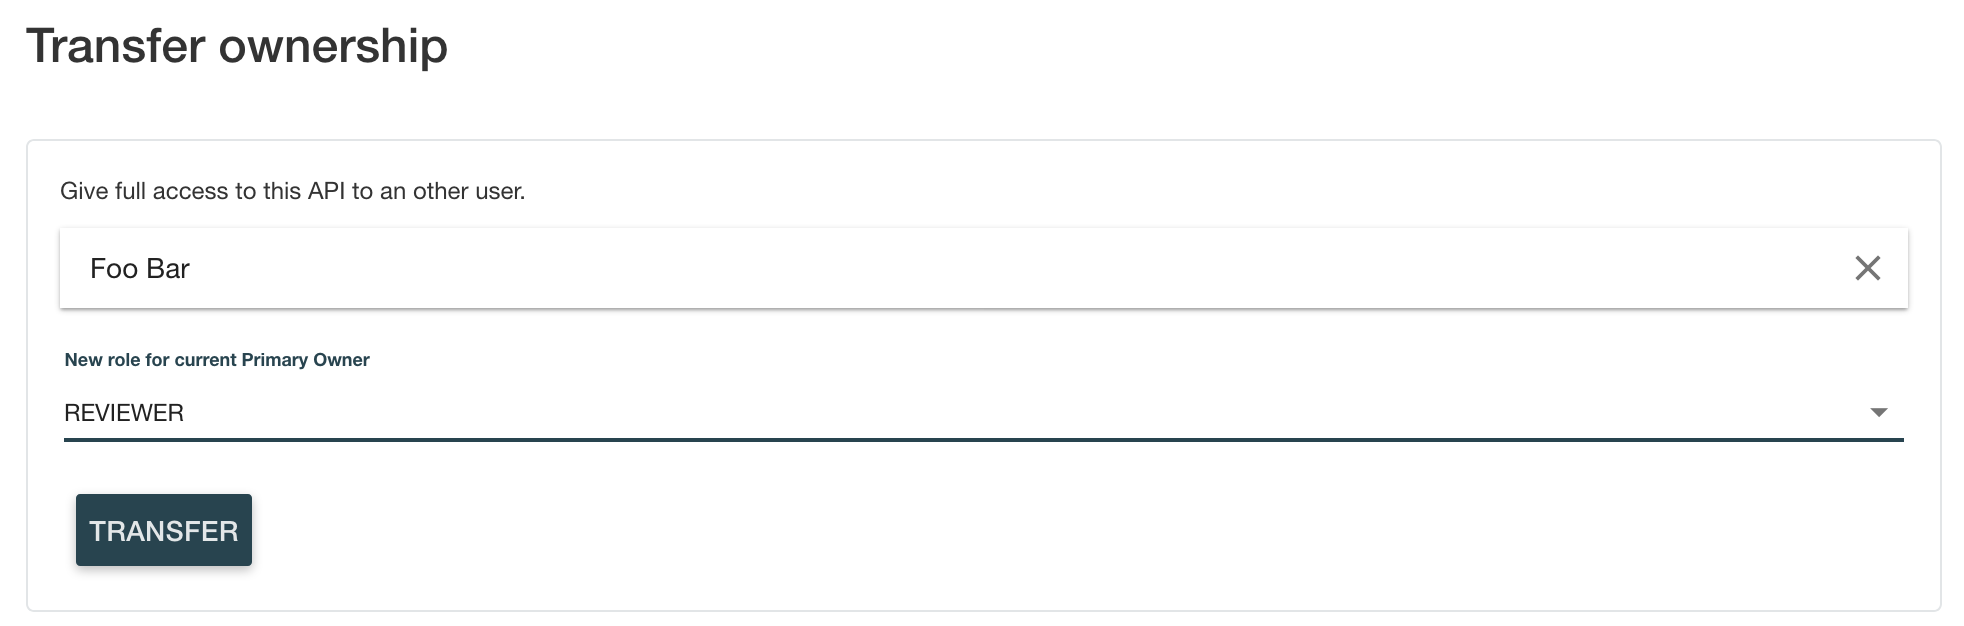 Transfer ownership
Give full access to this API to an other user.
Foo Bar
New role for current Primary Owner
REVIEWER
TRANSFER